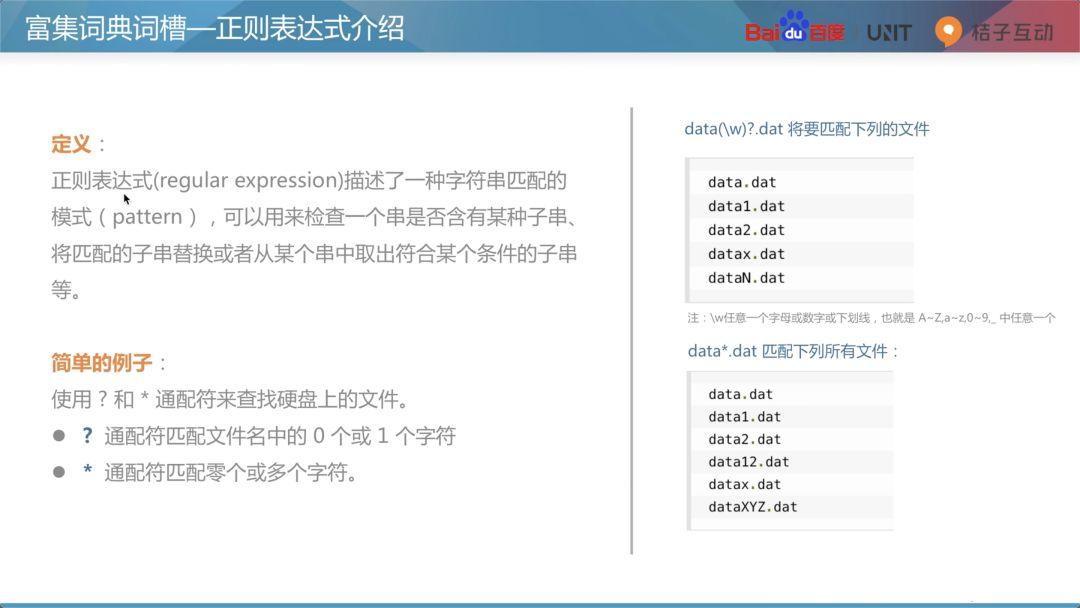 富集词典词槽—正则表达式介绍
Baidu百度
UNIT
桔子互动
定义：
正则表达式(regular expression)描述了一种字符串匹配的
模式（pattern），可以用来检查一个串是否含有某种子串、
将匹配的子串替换或者从某个串中取出符合某个条件的子串
等。
简单的例子：
使用 ? 和 * 通配符来查找硬盘上的文件。
● ? 通配符匹配文件名中的 0 个或 1 个字符
● * 通配符匹配零个或多个字符。
data(\w)?.dat 将要匹配下列的文件
data.dat
data1.dat
data2.dat
datax.dat
dataN.dat
注：\w任意一个字母或数字或下划线，也就是 A~Z,a~z,0~9,_ 中任意一个
data*.dat 匹配下列所有文件：
data.dat
data1.dat
data2.dat
data12.dat
datax.dat
dataXYZ.dat